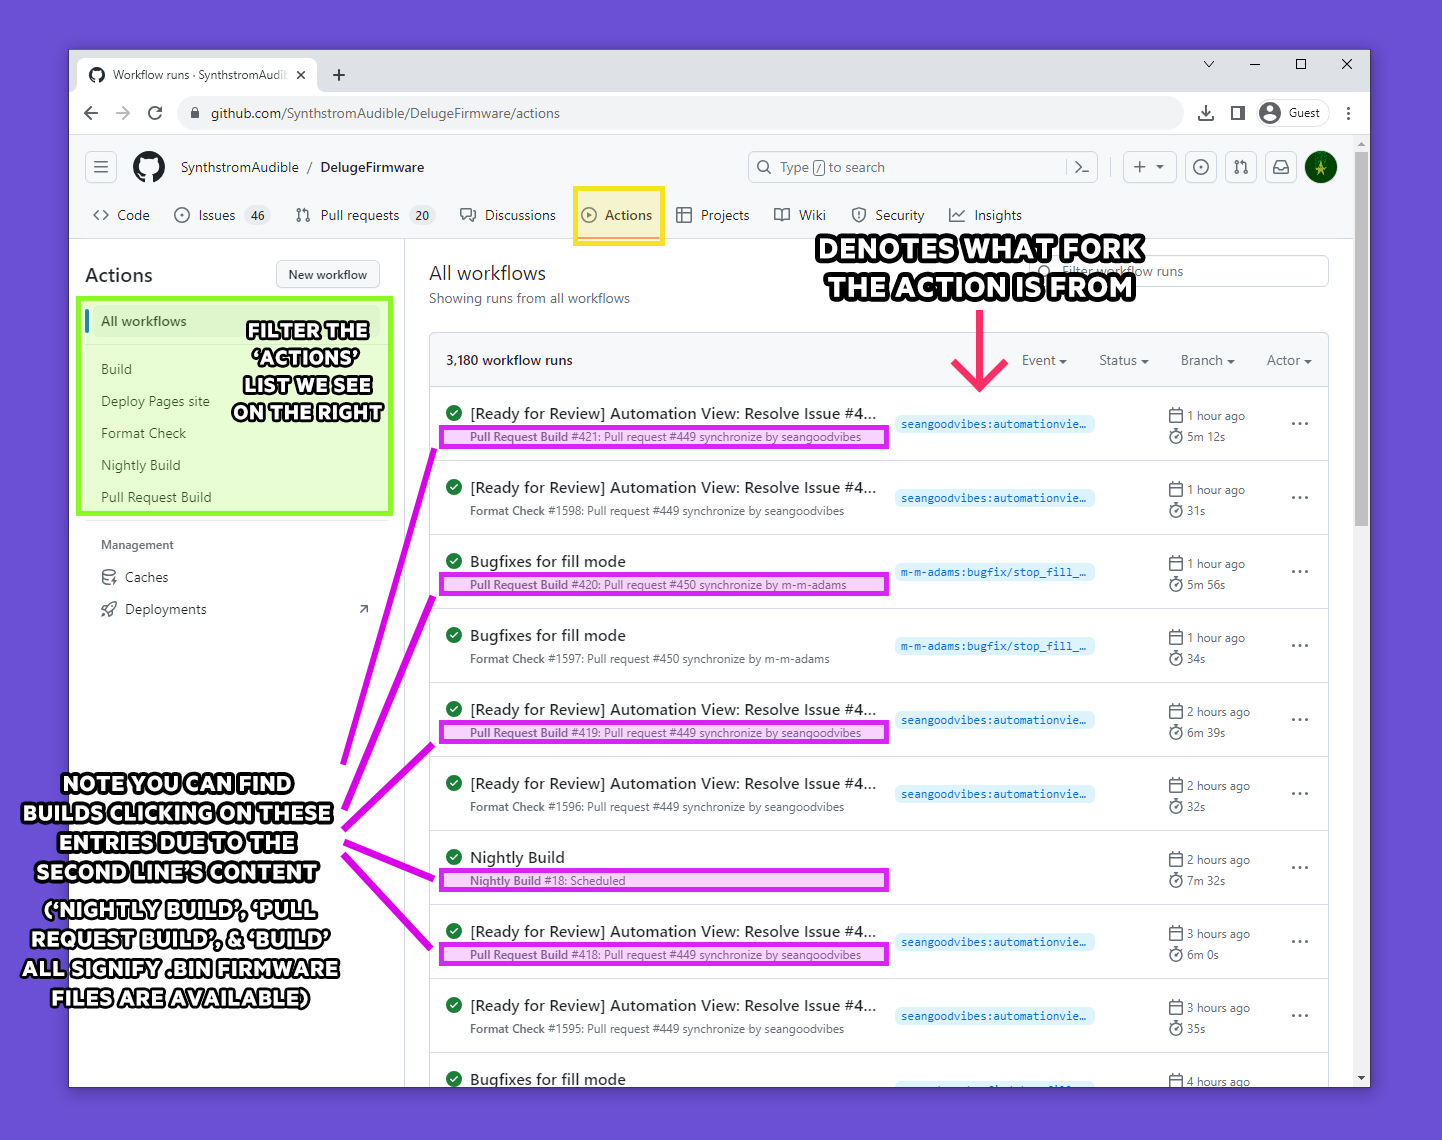 Workflow runs · SynthstromAudib
github.com/SynthstromAudible/DelugeFirmware/actions
Guest
SynthstromAudible / DelugeFirmware
Type / to search
Code
Issues 46
Pull requests 20
Discussions
Actions
Projects
Wiki
Security
Insights
Actions
New workflow
All workflows
Build
Deploy Pages site
Format Check
Nightly Build
Pull Request Build
FILTER THE
‘ACTIONS’
LIST WE SEE
ON THE RIGHT
Management
Caches
Deployments
All workflows
Showing runs from all workflows
Filter workflow runs
DENOTES WHAT FORK
THE ACTION IS FROM
3,180 workflow runs
Event
Status
Branch
Actor
[Ready for Review] Automation View: Resolve Issue #4...
Pull Request Build #421: Pull request #449 synchronize by seangoodvibes
seangoodvibes:automationvie…
1 hour ago
5m 12s
[Ready for Review] Automation View: Resolve Issue #4...
Format Check #1598: Pull request #449 synchronize by seangoodvibes
seangoodvibes:automationvie…
1 hour ago
31s
Bugfixes for fill mode
Pull Request Build #420: Pull request #450 synchronize by m-m-adams
m-m-adams:bugfix/stop_fill_…
1 hour ago
5m 56s
Bugfixes for fill mode
Format Check #1597: Pull request #450 synchronize by m-m-adams
m-m-adams:bugfix/stop_fill_…
1 hour ago
34s
[Ready for Review] Automation View: Resolve Issue #4...
Pull Request Build #419: Pull request #449 synchronize by seangoodvibes
seangoodvibes:automationvie…
2 hours ago
6m 39s
[Ready for Review] Automation View: Resolve Issue #4...
Format Check #1596: Pull request #449 synchronize by seangoodvibes
seangoodvibes:automationvie…
2 hours ago
32s
Nightly Build
Nightly Build #18: Scheduled
2 hours ago
7m 32s
[Ready for Review] Automation View: Resolve Issue #4...
Pull Request Build #418: Pull request #449 synchronize by seangoodvibes
seangoodvibes:automationvie…
3 hours ago
6m 0s
[Ready for Review] Automation View: Resolve Issue #4...
Format Check #1595: Pull request #449 synchronize by seangoodvibes
seangoodvibes:automationvie…
3 hours ago
35s
Bugfixes for fill mode
4 hours ago
NOTE YOU CAN FIND
BUILDS CLICKING ON THESE
ENTRIES DUE TO THE
SECOND LINE’S CONTENT
(‘NIGHTLY BUILD’, ‘PULL
REQUEST BUILD’, & ‘BUILD’
ALL SIGNIFY .BIN FIRMWARE
FILES ARE AVAILABLE)